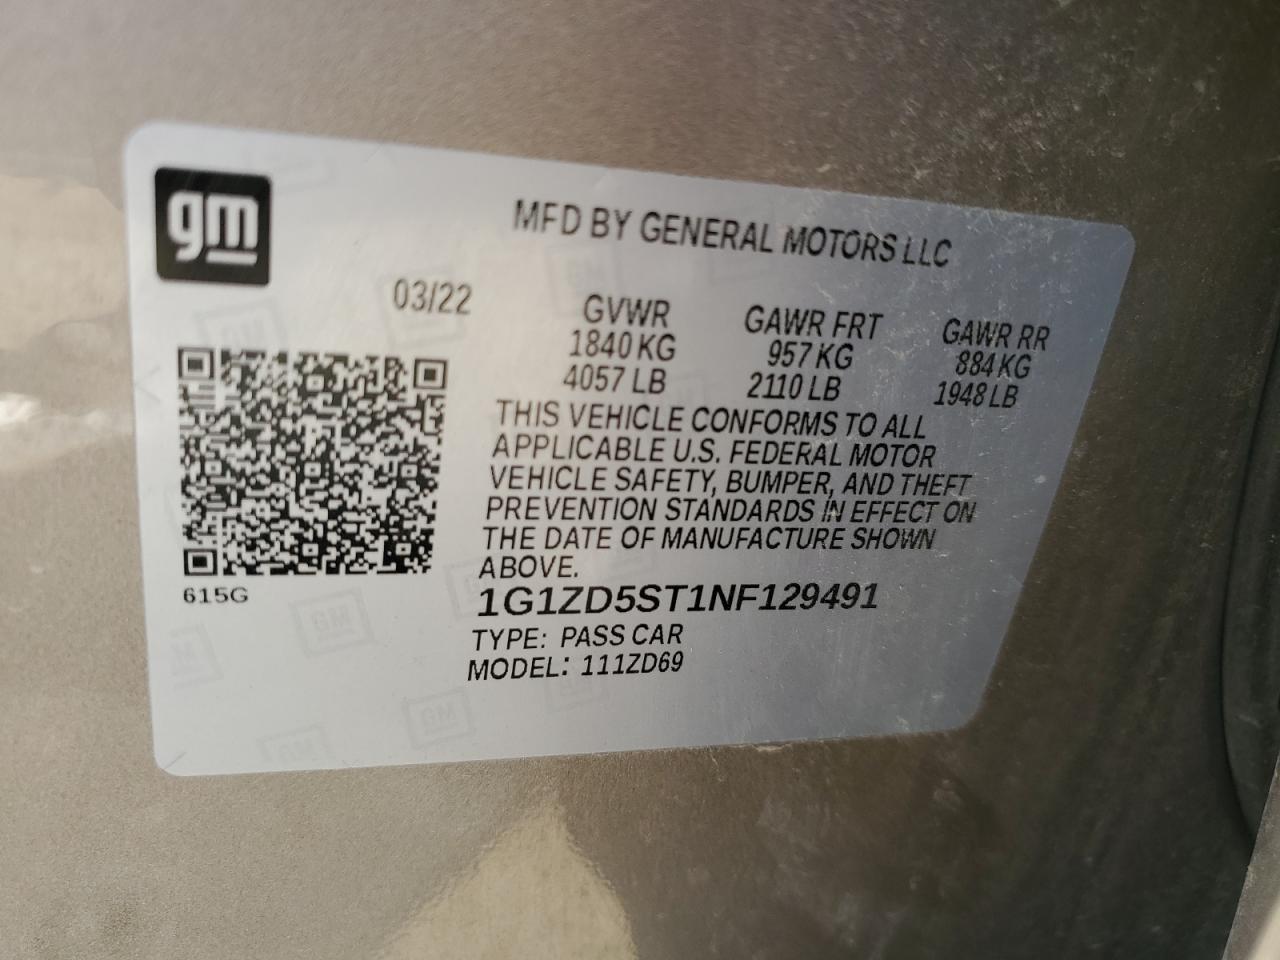 gm
MFD BY GENERAL MOTORS LLC
03/22
GVWR GAWR FRT GAWR RR
1840 KG 957 KG 884 KG
4057 LB 2110 LB 1948 LB
THIS VEHICLE CONFORMS TO ALL
APPLICABLE U.S. FEDERAL MOTOR
VEHICLE SAFETY, BUMPER, AND THEFT
PREVENTION STANDARDS IN EFFECT ON
THE DATE OF MANUFACTURE SHOWN
ABOVE.
615G
1G1ZD5ST1NF129491
TYPE: PASS CAR
MODEL: 111ZD69